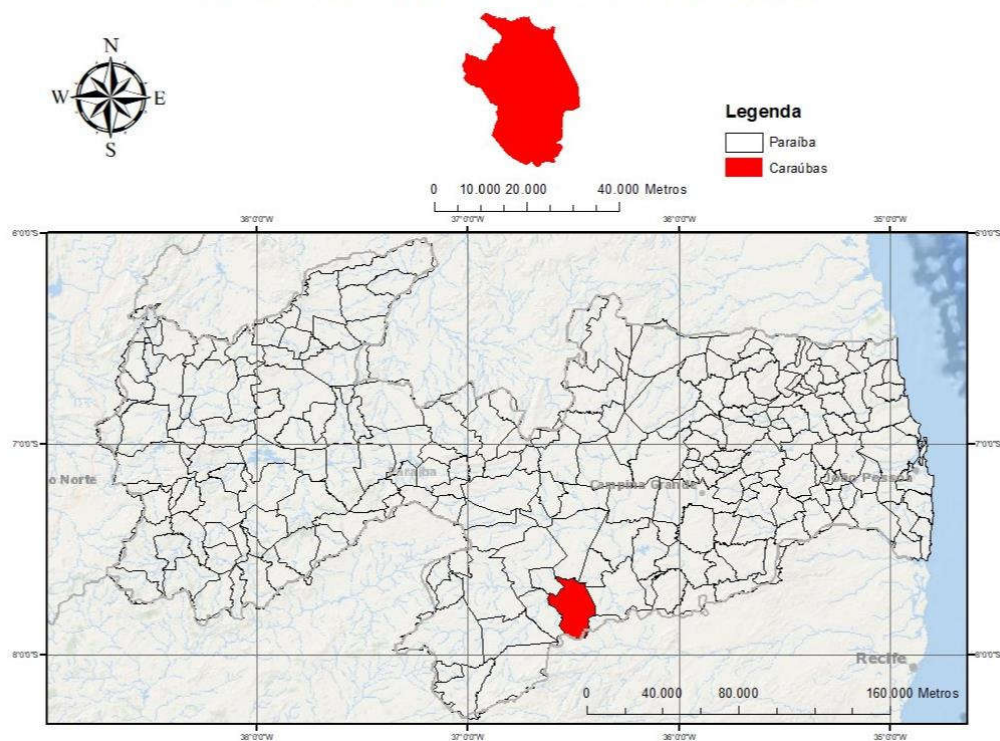 N
W E
S
Legenda
Paraíba
Caraúbas
0 10.000 20.000 40.000 Metros
38°0'0"W 37°0'0"W 36°0'0"W 35°0'0"W
6°0'0"S 6°0'0"S
7°0'0"S 7°0'0"S
Paraíba
o Norte Campina Grande João Pessoa
8°0'0"S 8°0'0"S
Recife
0 40.000 80.000 160.000 Metros
38°0'0"W 37°0'0"W 36°0'0"W 35°0'0"W